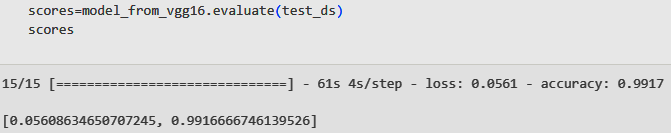 scores=model_from_vgg16.evaluate(test_ds)
scores
15/15 [==============================] - 61s 4s/step - loss: 0.0561 - accuracy: 0.9917
[0.05608634650707245, 0.9916666746139526]